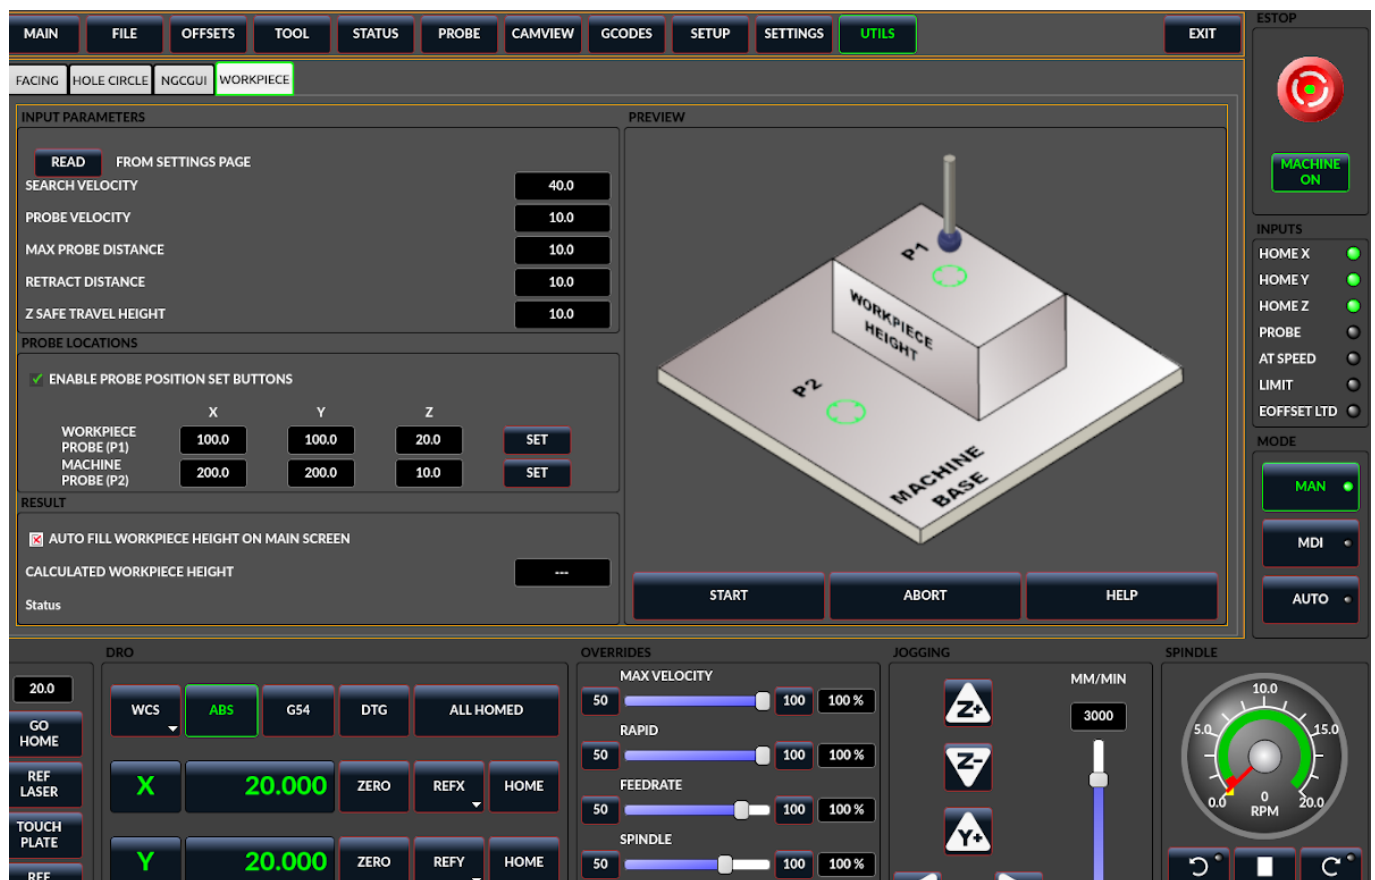 MAIN FILE OFFSETS TOOL STATUS PROBE CAMVIEW GCODES SETUP SETTINGS UTILS EXIT
FACING HOLE CIRCLE NGCGUI WORKPIECE
INPUT PARAMETERS
READ FROM SETTINGS PAGE
SEARCH VELOCITY 40.0
PROBE VELOCITY 10.0
MAX PROBE DISTANCE 10.0
RETRACT DISTANCE 10.0
Z SAFE TRAVEL HEIGHT 10.0
PROBE LOCATIONS
ENABLE PROBE POSITION SET BUTTONS
X Y Z
WORKPIECE
PROBE (P1) 100.0 100.0 20.0 SET
MACHINE
PROBE (P2) 200.0 200.0 10.0 SET
RESULT
AUTO FILL WORKPIECE HEIGHT ON MAIN SCREEN
CALCULATED WORKPIECE HEIGHT ---
Status
PREVIEW
P1
WORKPIECE
HEIGHT
P2
MACHINE
BASE
START ABORT HELP
ESTOP
MACHINE
ON
INPUTS
HOME X
HOME Y
HOME Z
PROBE
AT SPEED
LIMIT
EOFFSET LTD
MODE
MAN
MDI
AUTO
20.0
GO
HOME
REF
LASER
TOUCH
PLATE
REF
DRO
WCS ABS G54 DTG ALL HOMED
X 20.000 ZERO REFX HOME
Y 20.000 ZERO REFY HOME
OVERRIDES
MAX VELOCITY
50 100 100 %
RAPID
50 100 100 %
FEEDRATE
50 100 100 %
SPINDLE
50 100 100 %
JOGGING
Z+
Z-
Y+
MM/MIN
3000
SPINDLE
10.0
5.0 15.0
0.0 0 20.0
RPM